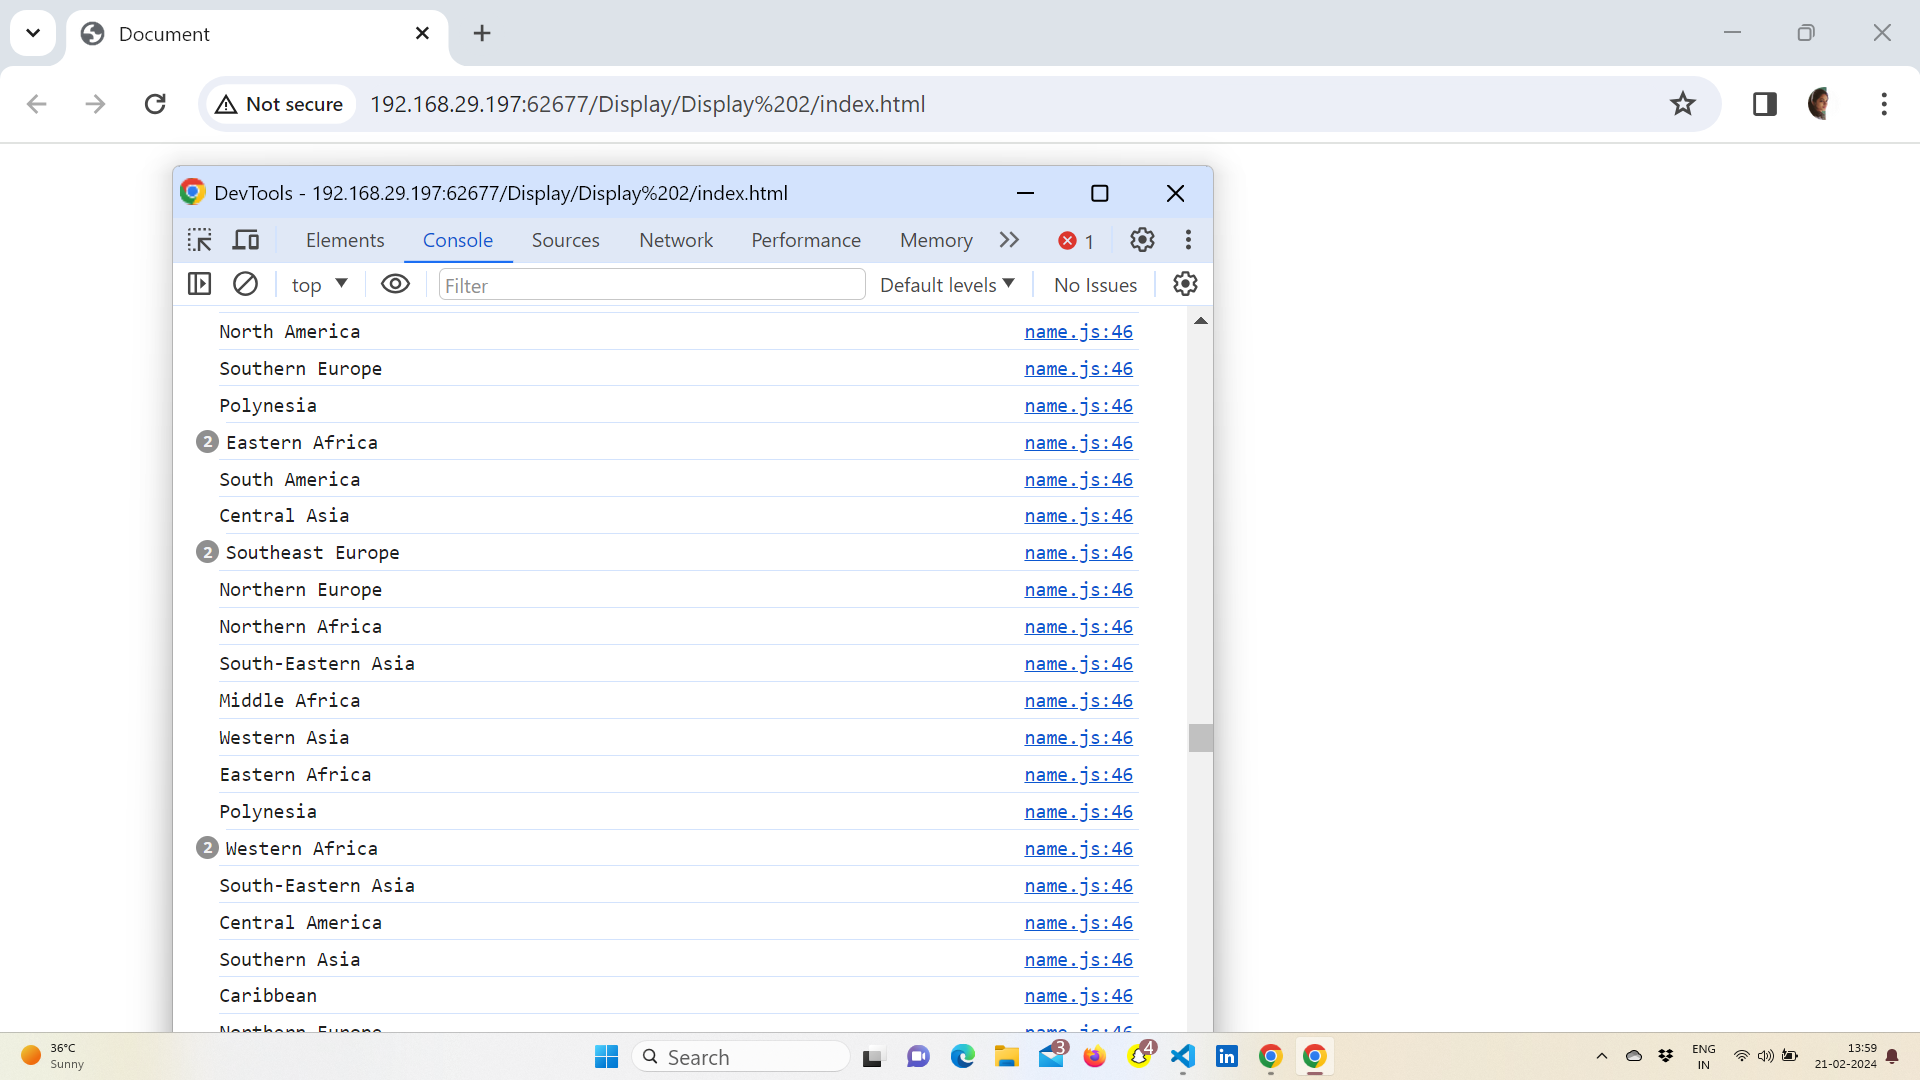 Document
Not secure 192.168.29.197:62677/Display/Display%202/index.html
DevTools - 192.168.29.197:62677/Display/Display%202/index.html
Elements Console Sources Network Performance Memory 1
top Filter Default levels No Issues
North America name.js:46
Southern Europe name.js:46
Polynesia name.js:46
2 Eastern Africa name.js:46
South America name.js:46
Central Asia name.js:46
2 Southeast Europe name.js:46
Northern Europe name.js:46
Northern Africa name.js:46
South-Eastern Asia name.js:46
Middle Africa name.js:46
Western Asia name.js:46
Eastern Africa name.js:46
Polynesia name.js:46
2 Western Africa name.js:46
South-Eastern Asia name.js:46
Central America name.js:46
Southern Asia name.js:46
Caribbean name.js:46
Northern Europe name.js:46
36°C
Sunny
Search
3
4
ENG
IN
13:59
21-02-2024